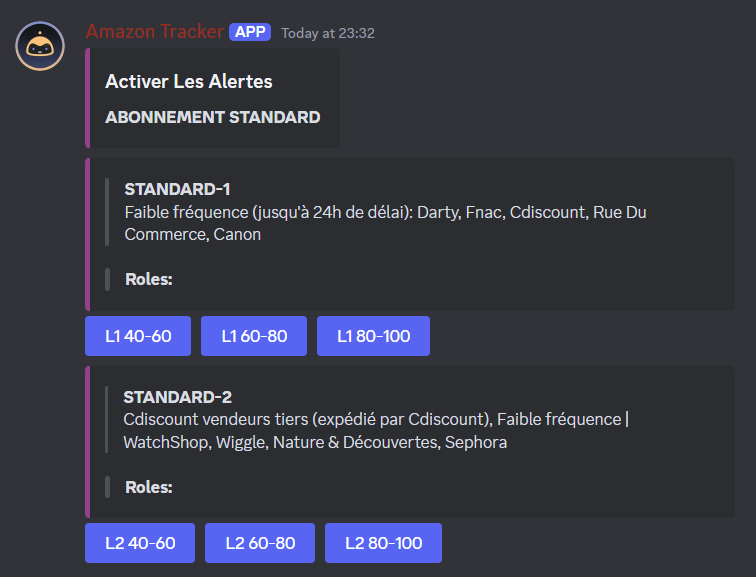 Amazon Tracker APP Today at 23:32
Activer Les Alertes
ABONNEMENT STANDARD
STANDARD-1
Faible fréquence (jusqu'à 24h de délai): Darty, Fnac, Cdiscount, Rue Du
Commerce, Canon
Roles:
L1 40-60 L1 60-80 L1 80-100
STANDARD-2
Cdiscount vendeurs tiers (expédié par Cdiscount), Faible fréquence |
WatchShop, Wiggle, Nature & Découvertes, Sephora
Roles:
L2 40-60 L2 60-80 L2 80-100